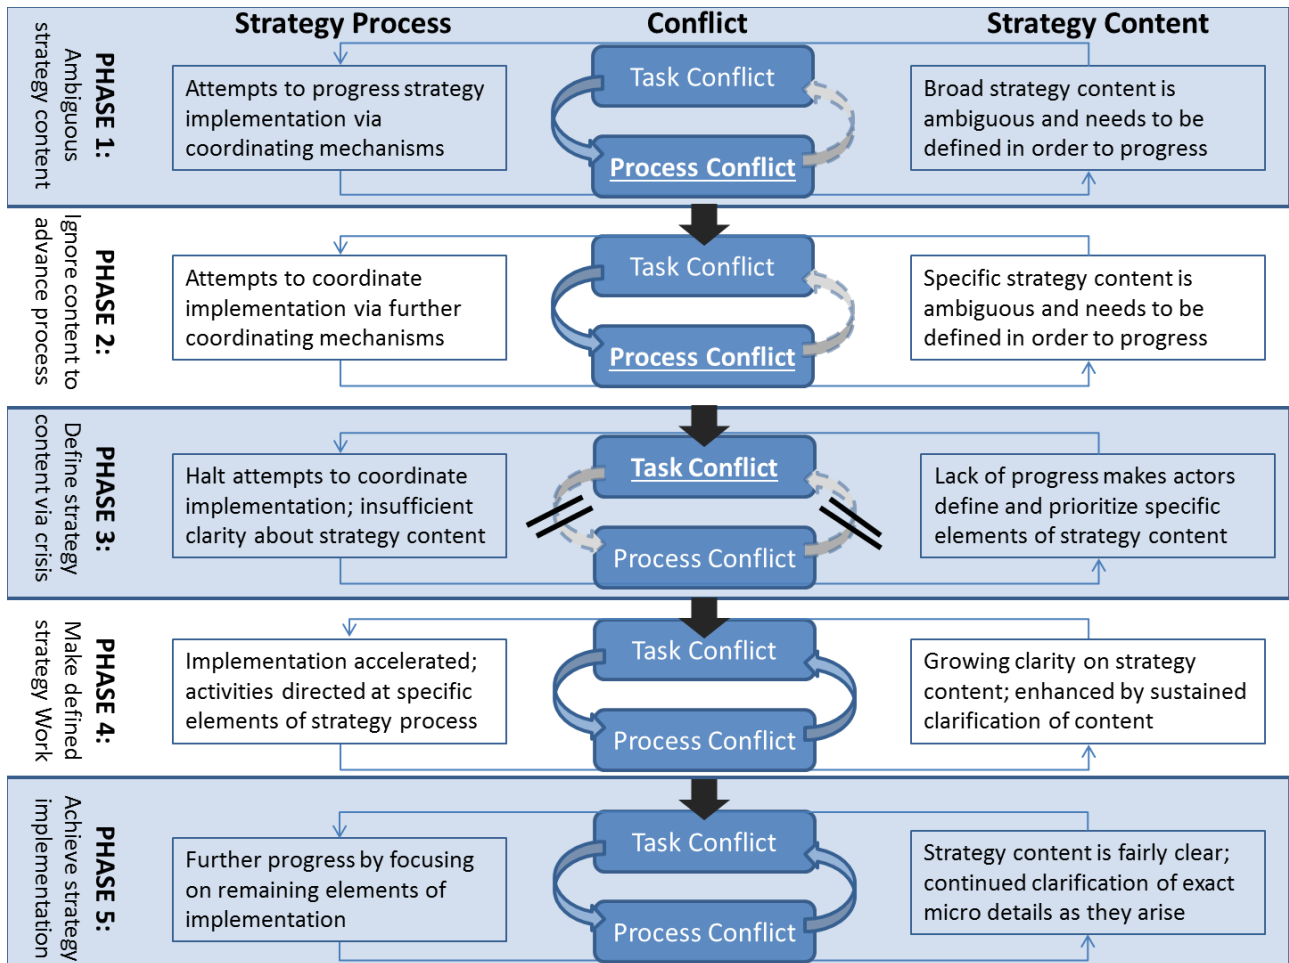 Strategy Process
Conflict
Strategy Content
PHASE 1:
Ambiguous
strategy content
Attempts to progress strategy
implementation via
coordinating mechanisms
Task Conflict
Process Conflict
Broad strategy content is
ambiguous and needs to be
defined in order to progress
PHASE 2:
Ignore content to
advance process
Attempts to coordinate
implementation via further
coordinating mechanisms
Task Conflict
Process Conflict
Specific strategy content is
ambiguous and needs to be
defined in order to progress
PHASE 3:
Define strategy
content via crisis
Halt attempts to coordinate
implementation; insufficient
clarity about strategy content
Task Conflict
Process Conflict
Lack of progress makes actors
define and prioritize specific
elements of strategy content
PHASE 4:
Make defined
strategy Work
Implementation accelerated;
activities directed at specific
elements of strategy process
Task Conflict
Process Conflict
Growing clarity on strategy
content; enhanced by sustained
clarification of content
PHASE 5:
Achieve strategy
implementation
Further progress by focusing
on remaining elements of
implementation
Task Conflict
Process Conflict
Strategy content is fairly clear;
continued clarification of exact
micro details as they arise